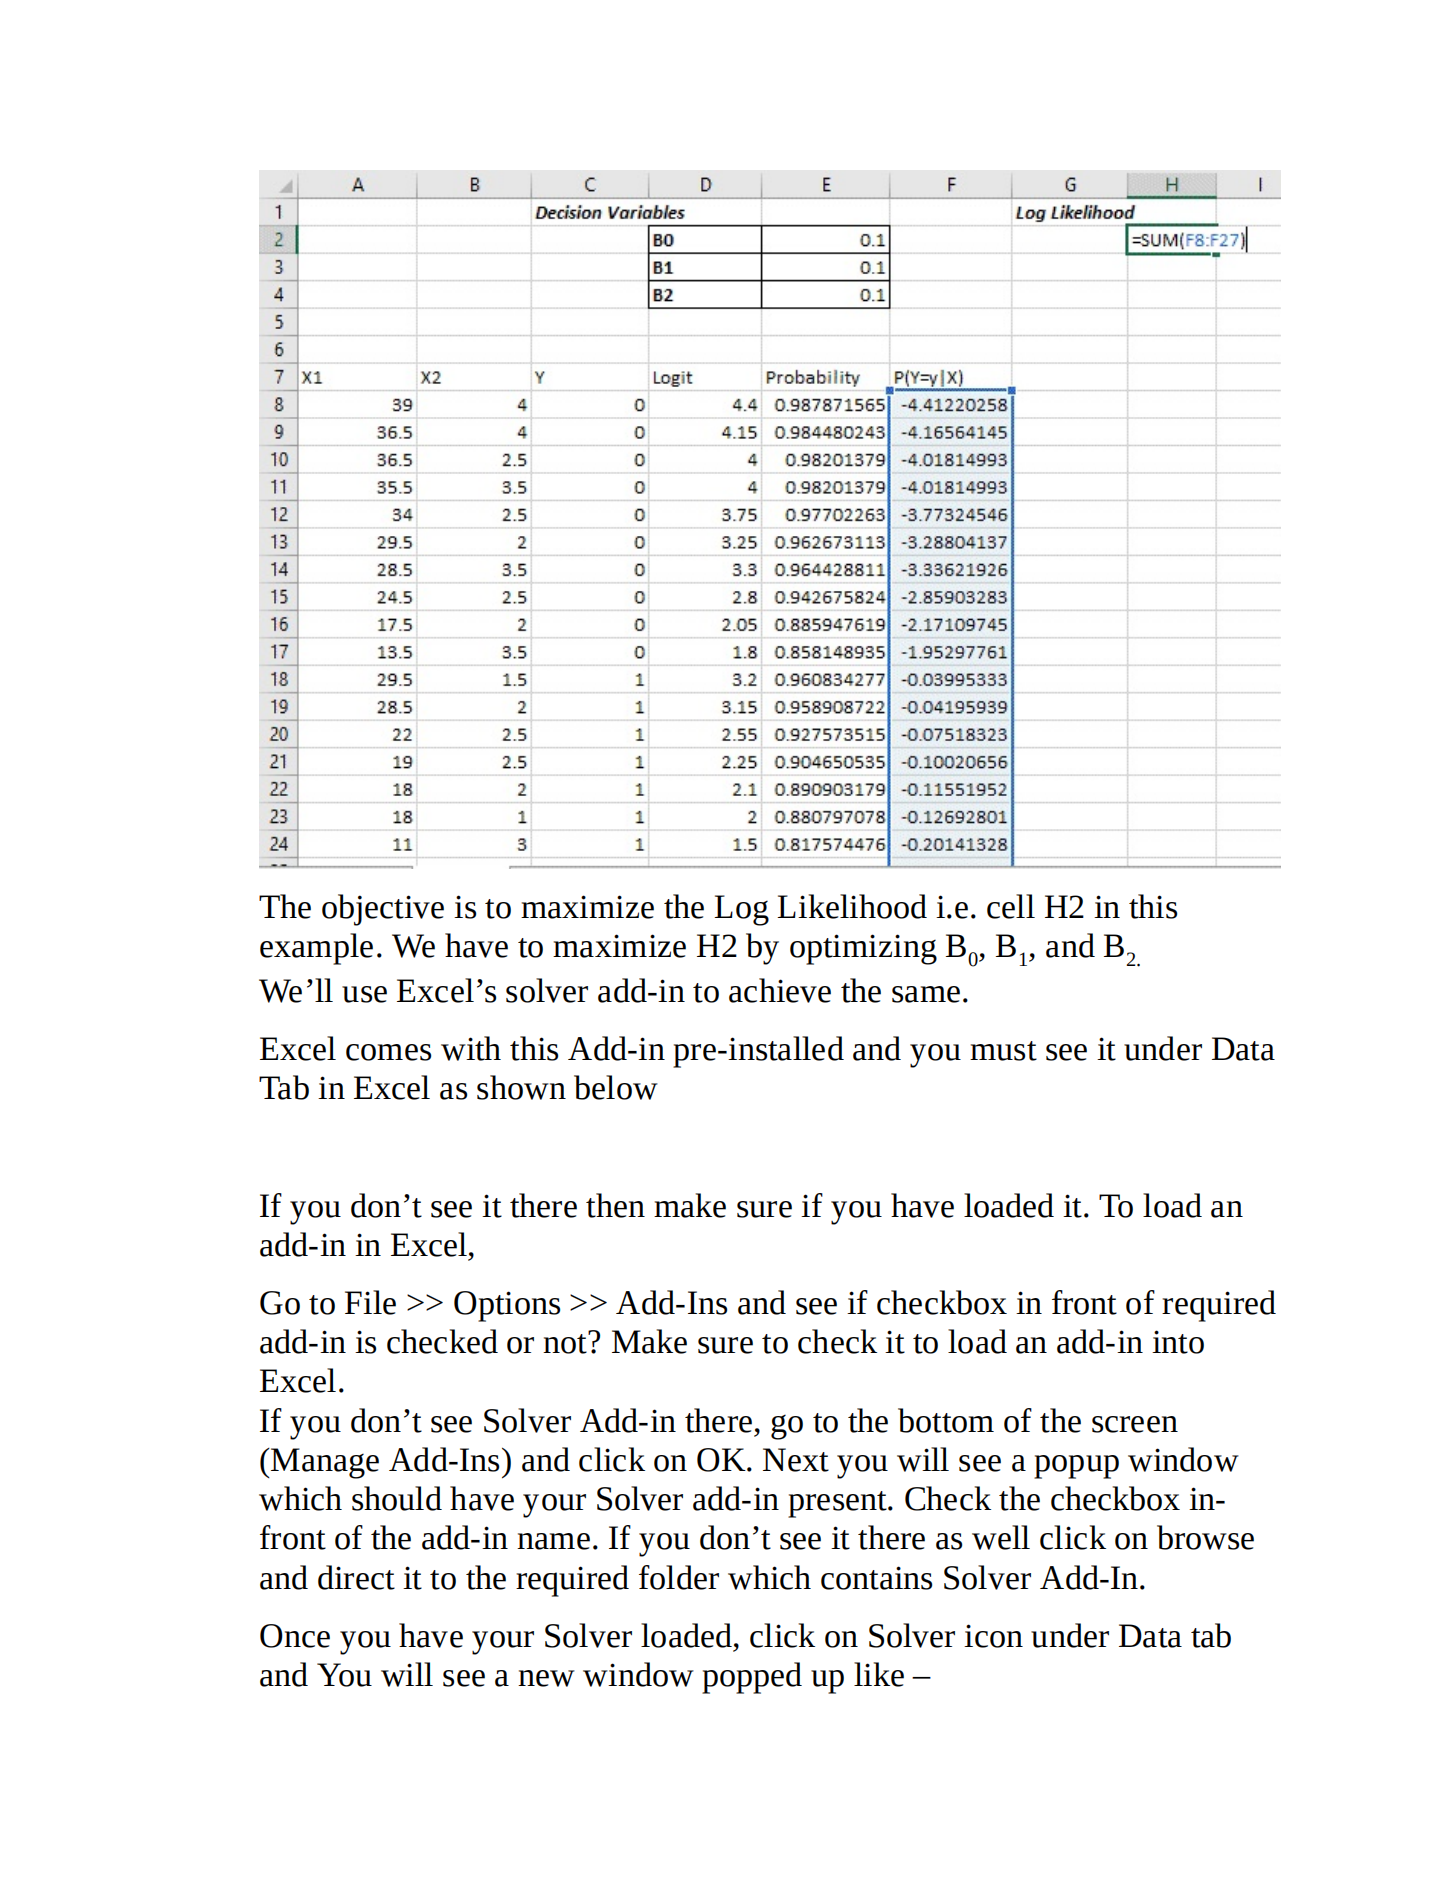 A B C D E F G H I
1 Decision Variables Log Likelihood
2 B0 0.1 =SUM(F8:F27)
3 B1 0.1
4 B2 0.1
5
6
7 X1 X2 Y Logit Probability P(Y=y|X)
8 39 4 0 4.4 0.987871565 -4.41220258
9 36.5 4 0 4.15 0.984480243 -4.16564145
10 36.5 2.5 0 4 0.98201379 -4.01814993
11 35.5 3.5 0 4 0.98201379 -4.01814993
12 34 2.5 0 3.75 0.97702263 -3.77324546
13 29.5 2 0 3.25 0.962673113 -3.28804137
14 28.5 3.5 0 3.3 0.964428811 -3.33621926
15 24.5 2.5 0 2.8 0.942675824 -2.85903283
16 17.5 2 0 2.05 0.885947619 -2.17109745
17 13.5 3.5 0 1.8 0.858148935 -1.95297761
18 29.5 1.5 1 3.2 0.960834277 -0.03995333
19 28.5 2 1 3.15 0.958908722 -0.04195939
20 22 2.5 1 2.55 0.927573515 -0.07518323
21 19 2.5 1 2.25 0.904650535 -0.10020656
22 18 2 1 2.1 0.890903179 -0.11551952
23 18 1 1 2 0.880797078 -0.12692801
24 11 3 1 1.5 0.817574476 -0.20141328
The objective is to maximize the Log Likelihood i.e. cell H2 in this
example. We have to maximize H2 by optimizing B0, B1, and B2.
We’ll use Excel’s solver add-in to achieve the same.
Excel comes with this Add-in pre-installed and you must see it under Data
Tab in Excel as shown below
If you don’t see it there then make sure if you have loaded it. To load an
add-in in Excel,
Go to File >> Options >> Add-Ins and see if checkbox in front of required
add-in is checked or not? Make sure to check it to load an add-in into
Excel.
If you don’t see Solver Add-in there, go to the bottom of the screen
(Manage Add-Ins) and click on OK. Next you will see a popup window
which should have your Solver add-in present. Check the checkbox in-
front of the add-in name. If you don’t see it there as well click on browse
and direct it to the required folder which contains Solver Add-In.
Once you have your Solver loaded, click on Solver icon under Data tab
and You will see a new window popped up like –